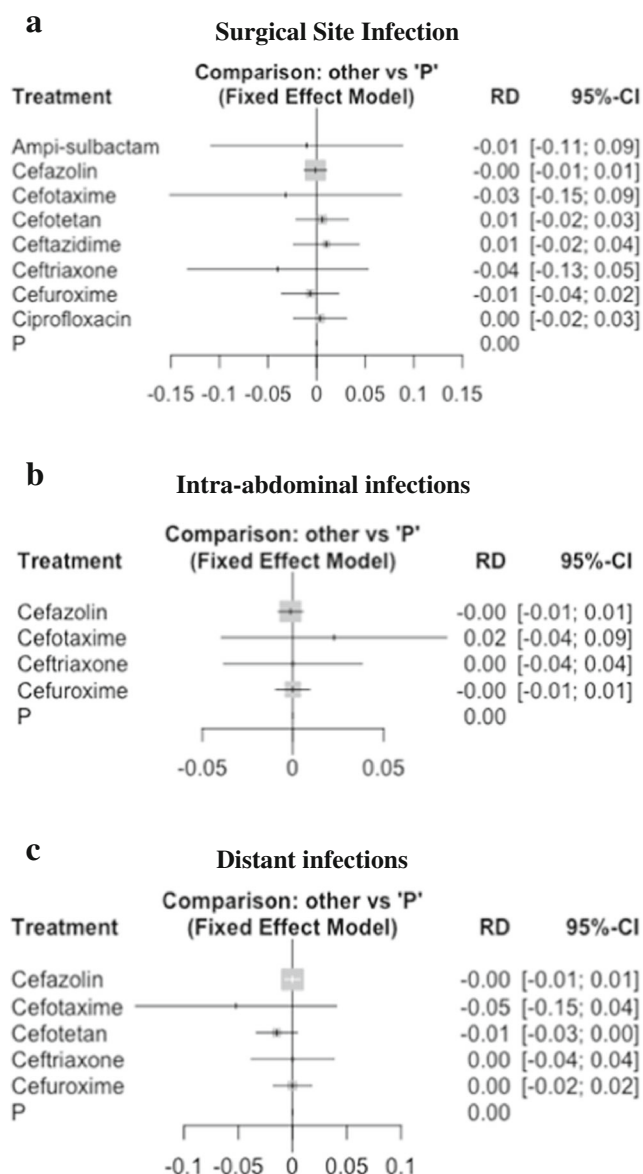 a
Surgical Site Infection
Comparison: other vs 'P'
Treatment (Fixed Effect Model) RD 95%-CI
Ampi-sulbactam -0.01 [-0.11; 0.09]
Cefazolin -0.00 [-0.01; 0.01]
Cefotaxime -0.03 [-0.15; 0.09]
Cefotetan 0.01 [-0.02; 0.03]
Ceftazidime 0.01 [-0.02; 0.04]
Ceftriaxone -0.04 [-0.13; 0.05]
Cefuroxime -0.01 [-0.04; 0.02]
Ciprofloxacin 0.00 [-0.02; 0.03]
P 0.00
-0.15 -0.1 -0.05 0 0.05 0.1 0.15
b
Intra-abdominal infections
Comparison: other vs 'P'
Treatment (Fixed Effect Model) RD 95%-CI
Cefazolin -0.00 [-0.01; 0.01]
Cefotaxime 0.02 [-0.04; 0.09]
Ceftriaxone 0.00 [-0.04; 0.04]
Cefuroxime -0.00 [-0.01; 0.01]
P 0.00
-0.05 0 0.05
c
Distant infections
Comparison: other vs 'P'
Treatment (Fixed Effect Model) RD 95%-CI
Cefazolin -0.00 [-0.01; 0.01]
Cefotaxime -0.05 [-0.15; 0.04]
Cefotetan -0.01 [-0.03; 0.00]
Ceftriaxone 0.00 [-0.04; 0.04]
Cefuroxime 0.00 [-0.02; 0.02]
P 0.00
-0.1 -0.05 0 0.05 0.1